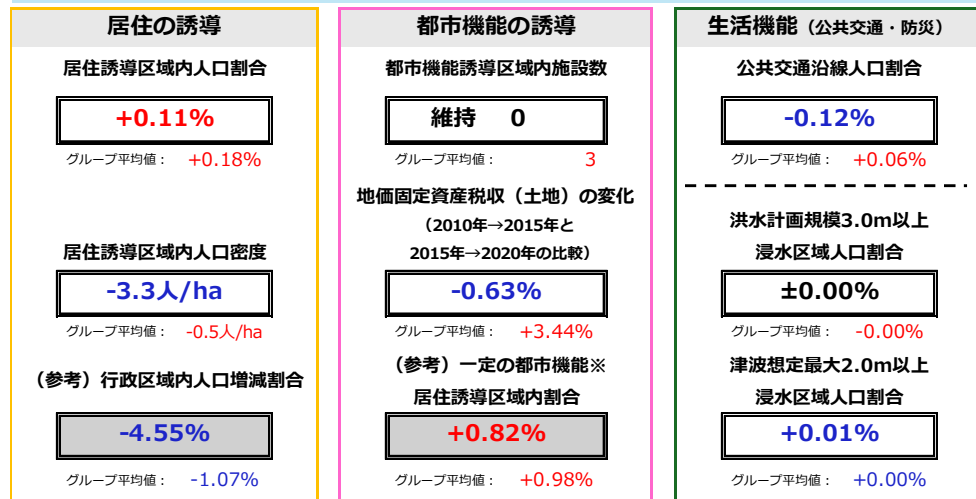 居住の誘導
居住誘導区域内人口割合
+0.11%
グループ平均値： +0.18%
居住誘導区域内人口密度
-3.3人/ha
グループ平均値： -0.5人/ha
（参考）行政区域内人口増減割合
-4.55%
グループ平均値： -1.07%
都市機能の誘導
都市機能誘導区域内施設数
維持 0
グループ平均値： 3
地価固定資産税収（土地）の変化
（2010年→2015年と
2015年→2020年の比較）
-0.63%
グループ平均値： +3.44%
（参考）一定の都市機能※
居住誘導区域内割合
+0.82%
グループ平均値： +0.98%
生活機能（公共交通・防災）
公共交通沿線人口割合
-0.12%
グループ平均値： +0.06%
洪水計画規模3.0m以上
浸水区域人口割合
±0.00%
グループ平均値： -0.00%
津波想定最大2.0m以上
浸水区域人口割合
+0.01%
グループ平均値： +0.00%